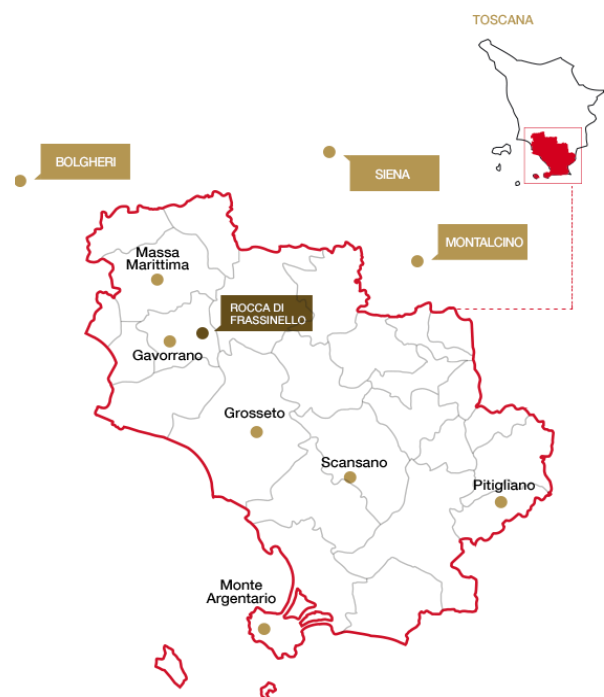 TOSCANA
BOLGHERI
SIENA
MONTALCINO
Massa
Marittima
ROCCA DI
FRASSINELLO
Gavorrano
Grosseto
Scansano
Pitigliano
Monte
Argentario